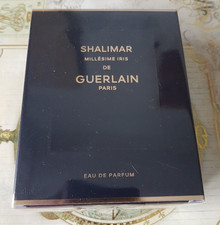 SHALIMAR
MILLÉSIME IRIS
DE
GUERLAIN
PARIS
EAU DE PARFUM